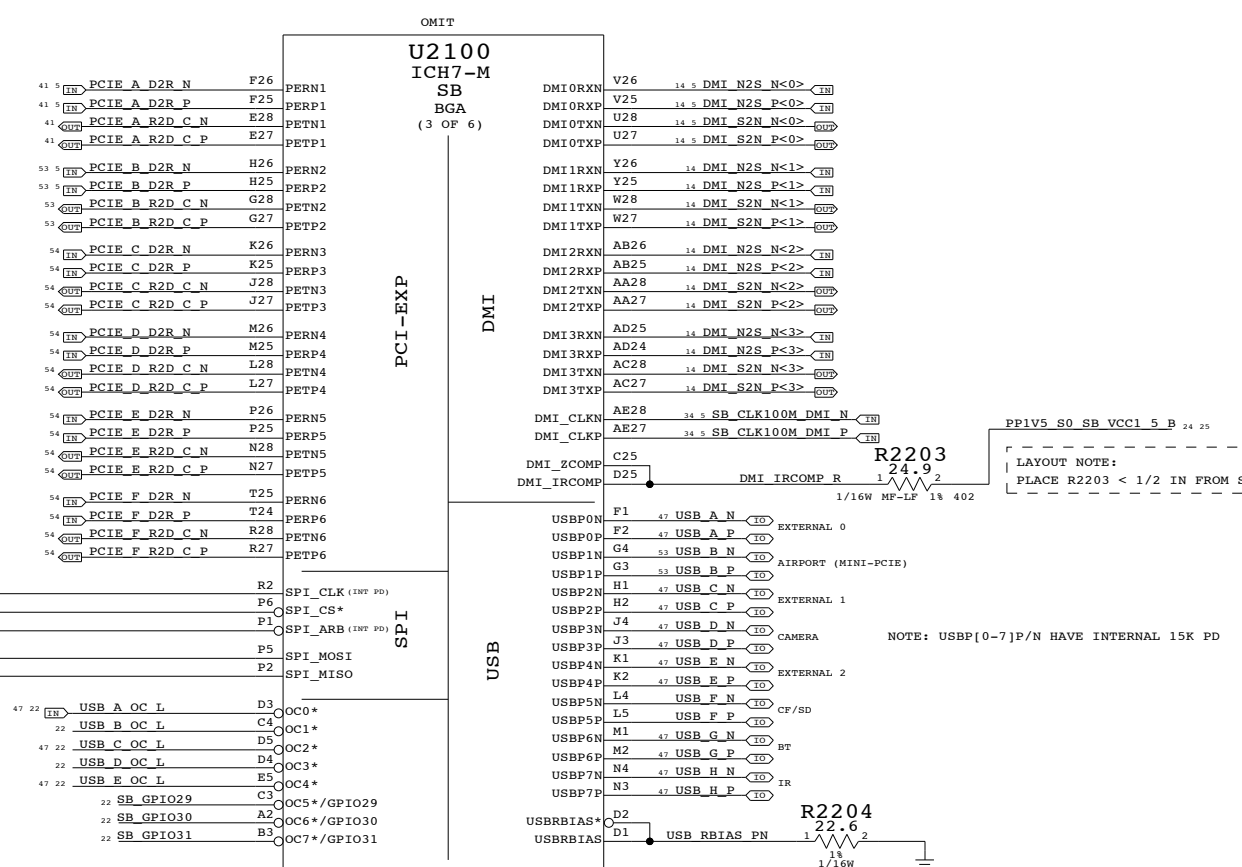 OMIT
U2100
ICH7-M
SB
BGA
(3 OF 6)
41 5 IN PCIE_A_D2R_N F26 PERN1
41 5 IN PCIE_A_D2R_P F25 PERP1
41 OUT PCIE_A_R2D_C_N E28 PETN1
41 OUT PCIE_A_R2D_C_P E27 PETP1
53 5 IN PCIE_B_D2R_N H26 PERN2
53 5 IN PCIE_B_D2R_P H25 PERP2
53 OUT PCIE_B_R2D_C_N G28 PETN2
53 OUT PCIE_B_R2D_C_P G27 PETP2
54 IN PCIE_C_D2R_N K26 PERN3
54 IN PCIE_C_D2R_P K25 PERP3
54 OUT PCIE_C_R2D_C_N J28 PETN3
54 OUT PCIE_C_R2D_C_P J27 PETP3
54 IN PCIE_D_D2R_N M26 PERN4
54 IN PCIE_D_D2R_P M25 PERP4
54 OUT PCIE_D_R2D_C_N L28 PETN4
54 OUT PCIE_D_R2D_C_P L27 PETP4
54 IN PCIE_E_D2R_N P26 PERN5
54 IN PCIE_E_D2R_P P25 PERP5
54 OUT PCIE_E_R2D_C_N N28 PETN5
54 OUT PCIE_E_R2D_C_P N27 PETP5
54 IN PCIE_F_D2R_N T25 PERN6
54 IN PCIE_F_D2R_P T24 PERP6
54 OUT PCIE_F_R2D_C_N R28 PETN6
54 OUT PCIE_F_R2D_C_P R27 PETP6
PCI-EXP
R2 SPI_CLK (INT PD)
P6 SPI_CS*
P1 SPI_ARB (INT PD)
P5 SPI_MOSI
P2 SPI_MISO
SPI
47 22 IN USB_A_OC_L D3 OC0*
22 USB_B_OC_L C4 OC1*
47 22 USB_C_OC_L D5 OC2*
22 USB_D_OC_L D4 OC3*
47 22 USB_E_OC_L E5 OC4*
22 SB_GPIO29 C3 OC5*/GPIO29
22 SB_GPIO30 A2 OC6*/GPIO30
22 SB_GPIO31 B3 OC7*/GPIO31
DMI
DMI0RXN V26 14 5 DMI_N2S_N<0> IN
DMI0RXP V25 14 5 DMI_N2S_P<0> IN
DMI0TXN U28 14 5 DMI_S2N_N<0> OUT
DMI0TXP U27 14 5 DMI_S2N_P<0> OUT
DMI1RXN Y26 14 DMI_N2S_N<1> IN
DMI1RXP Y25 14 DMI_N2S_P<1> IN
DMI1TXN W28 14 DMI_S2N_N<1> OUT
DMI1TXP W27 14 DMI_S2N_P<1> OUT
DMI2RXN AB26 14 DMI_N2S_N<2> IN
DMI2RXP AB25 14 DMI_N2S_P<2> IN
DMI2TXN AA28 14 DMI_S2N_N<2> OUT
DMI2TXP AA27 14 DMI_S2N_P<2> OUT
DMI3RXN AD25 14 DMI_N2S_N<3> IN
DMI3RXP AD24 14 DMI_N2S_P<3> IN
DMI3TXN AC28 14 DMI_S2N_N<3> OUT
DMI3TXP AC27 14 DMI_S2N_P<3> OUT
DMI_CLKN AE28 34 5 SB_CLK100M_DMI_N IN
DMI_CLKP AE27 34 5 SB_CLK100M_DMI_P IN
DMI_ZCOMP C25
DMI_IRCOMP D25 DMI_IRCOMP_R
R2203
24.9
1 2
1/16W MF-LF 1% 402
PP1V5_S0_SB_VCC1_5_B 24 25
LAYOUT NOTE:
PLACE R2203 < 1/2 IN FROM S
USB
USBP0N F1 47 USB_A_N IO
USBP0P F2 47 USB_A_P IO
EXTERNAL 0
USBP1N G4 53 USB_B_N IO
USBP1P G3 53 USB_B_P IO
AIRPORT (MINI-PCIE)
USBP2N H1 47 USB_C_N IO
USBP2P H2 47 USB_C_P IO
EXTERNAL 1
USBP3N J4 47 USB_D_N IO
USBP3P J3 47 USB_D_P IO
CAMERA
USBP4N K1 47 USB_E_N IO
USBP4P K2 47 USB_E_P IO
EXTERNAL 2
USBP5N L4 USB_F_N IO
USBP5P L5 USB_F_P IO
CF/SD
USBP6N M1 47 USB_G_N IO
USBP6P M2 47 USB_G_P IO
BT
USBP7N N4 47 USB_H_N IO
USBP7P N3 47 USB_H_P IO
IR
NOTE: USBP[0-7]P/N HAVE INTERNAL 15K PD
USBRBIAS* D2
USBRBIAS D1 USB_RBIAS_PN
R2204
22.6
1 2
1%
1/16W